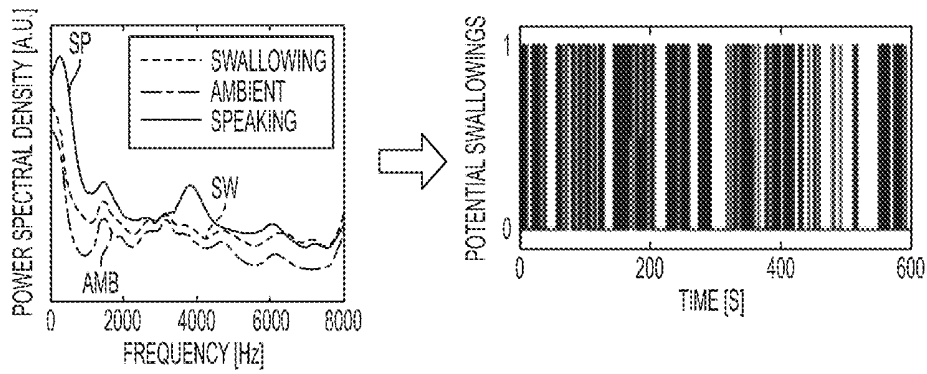 POWER SPECTRAL DENSITY [A.U.]
SP
SWALLOWING
AMBIENT
SPEAKING
SW
AMB
0 2000 4000 6000 8000
FREQUENCY [Hz]
POTENTIAL SWALLOWINGS
1
0
0 200 400 600
TIME [S]